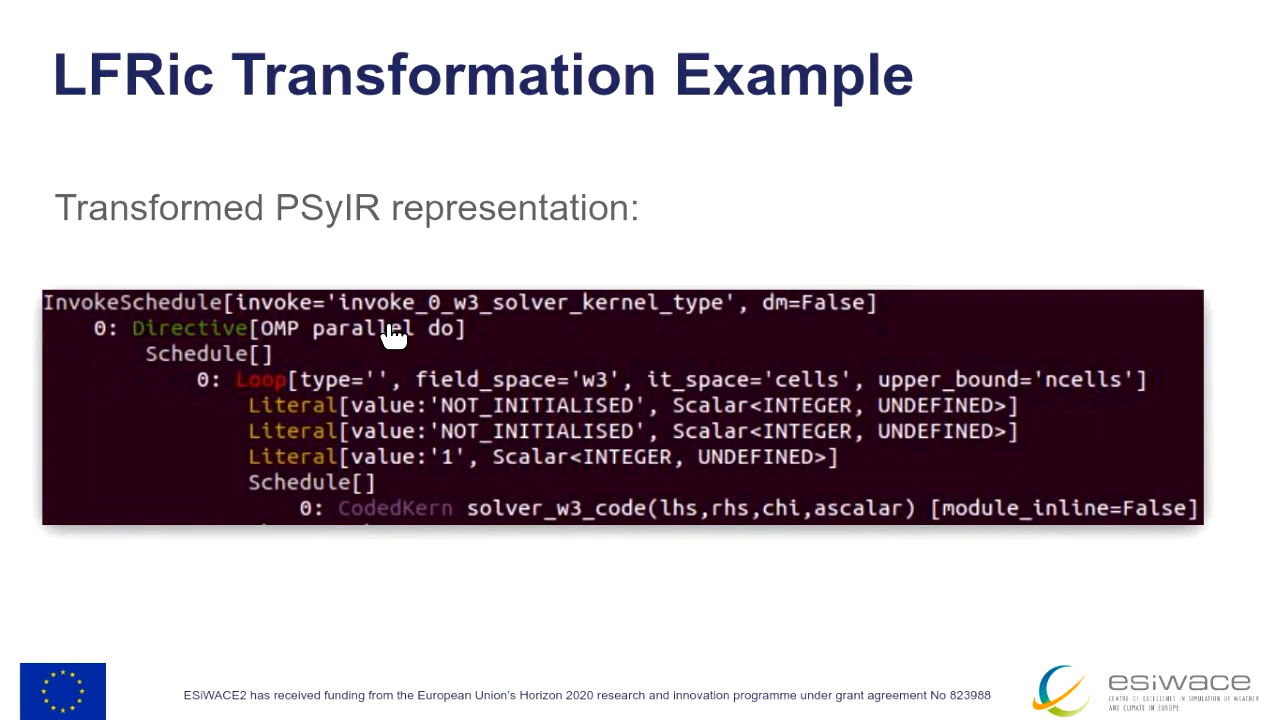 LFRic Transformation Example
Transformed PSyIR representation:
InvokeSchedule[invoke='invoke_0_w3_solver_kernel_type', dm=False]
0: Directive[OMP parallel do]
Schedule[]
0: Loop[type='', field_space='w3', it_space='cells', upper_bound='ncells']
Literal[value:'NOT_INITIALISED', Scalar<INTEGER, UNDEFINED>]
Literal[value:'NOT_INITIALISED', Scalar<INTEGER, UNDEFINED>]
Literal[value:'1', Scalar<INTEGER, UNDEFINED>]
Schedule[]
0: CodedKern solver_w3_code(lhs,rhs,chi,ascalar) [module_inline=False]
ESiWACE2 has received funding from the European Union's Horizon 2020 research and innovation programme under grant agreement No 823988
esiwace
CENTRE OF EXCELLENCE IN SIMULATION OF WEATHER
AND CLIMATE IN EUROPE